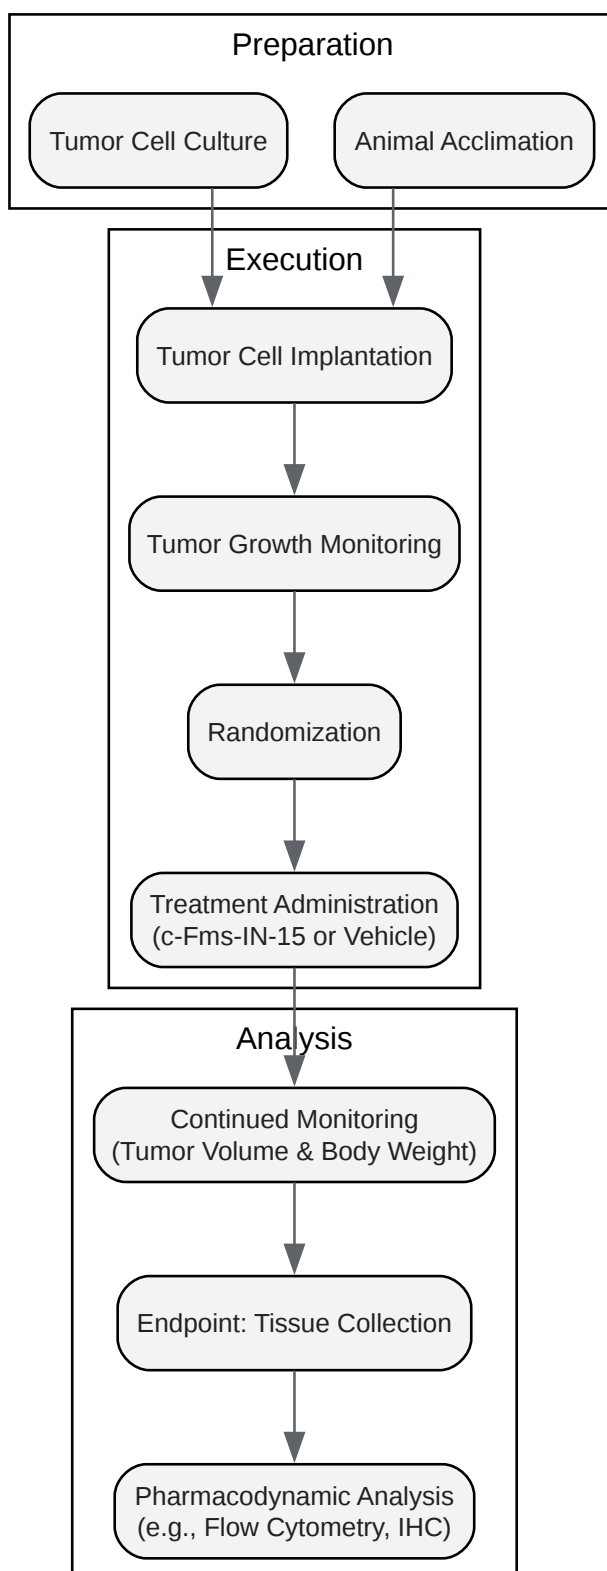 Preparation
Tumor Cell Culture
Animal Acclimation
Execution
Tumor Cell Implantation
Tumor Growth Monitoring
Randomization
Treatment Administration
(c-Fms-IN-15 or Vehicle)
Analysis
Continued Monitoring
(Tumor Volume & Body Weight)
Endpoint: Tissue Collection
Pharmacodynamic Analysis
(e.g., Flow Cytometry, IHC)